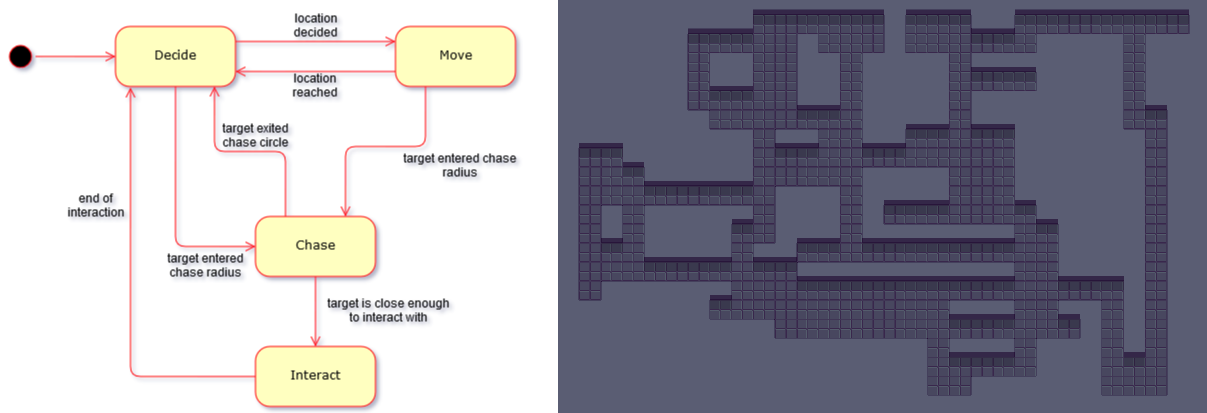 location
decided
Decide
Move
location
reached
target exited
chase circle
target entered chase
radius
end of
interaction
Chase
target entered
chase radius
target is close enough
to interact with
Interact